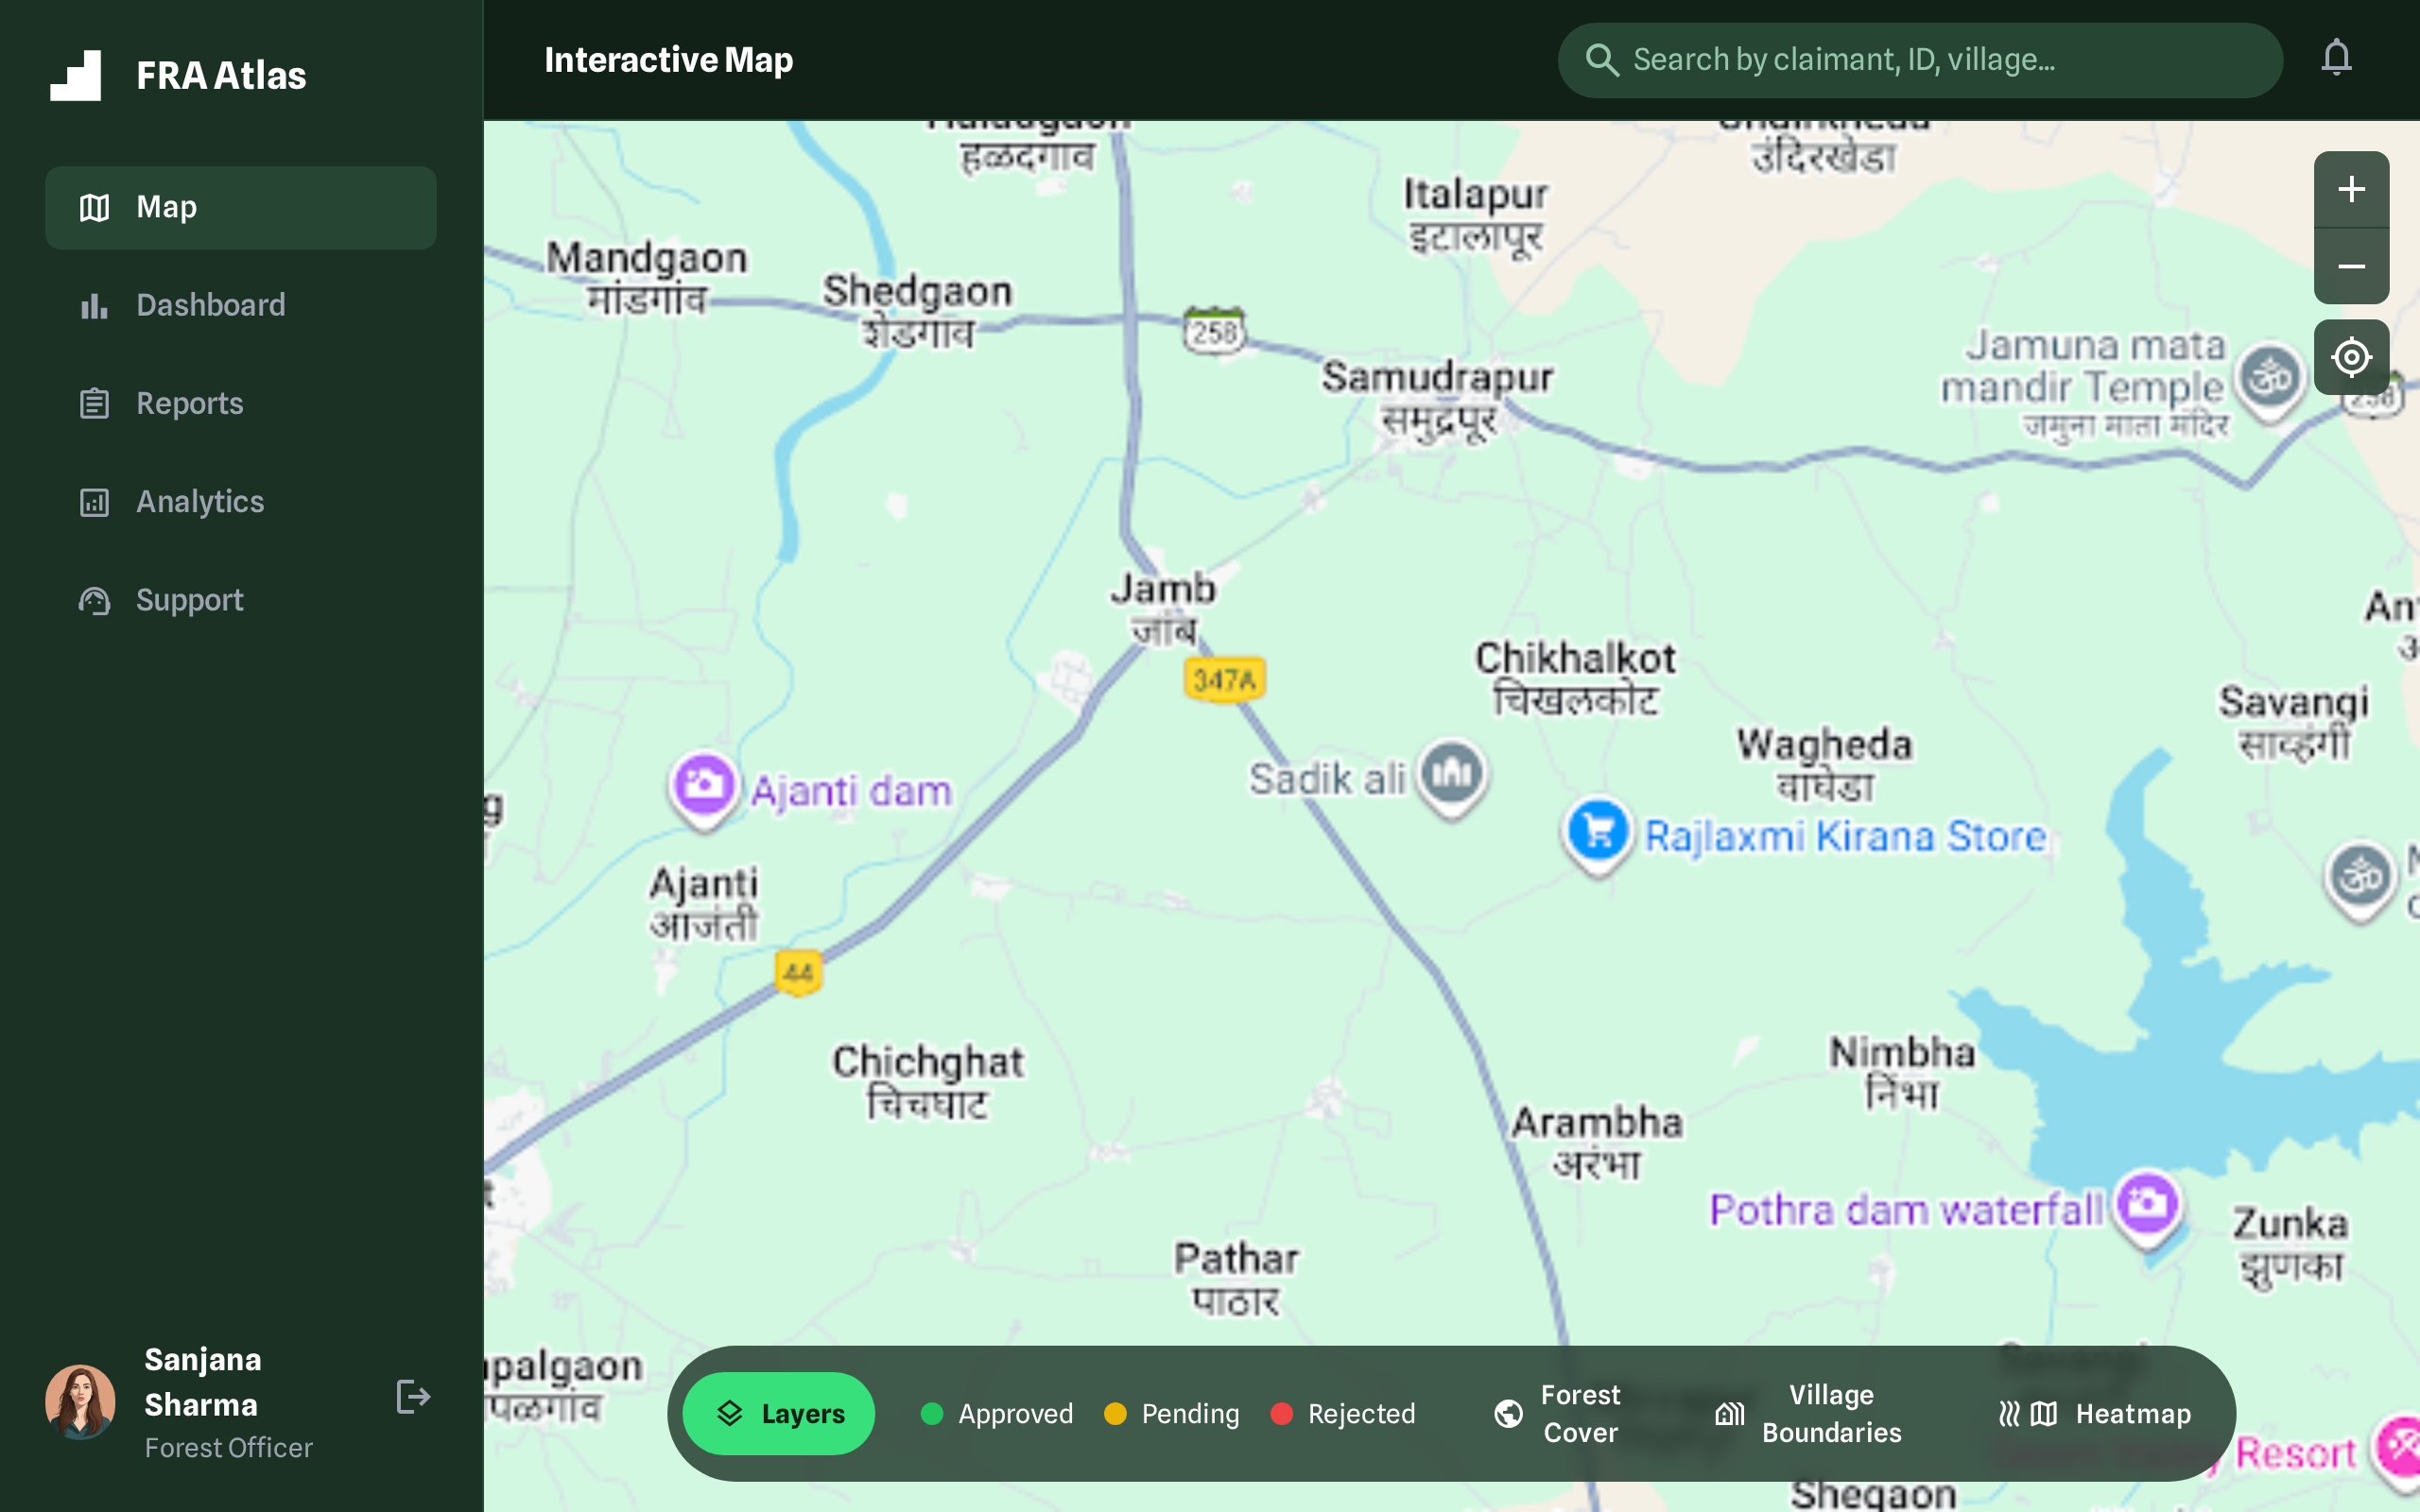 FRA Atlas
Map
Dashboard
Reports
Analytics
Support
Sanjana
Sharma
Forest Officer
Interactive Map
Search by claimant, ID, village...
हळदगाव
उंदिरखेडा
Italapur
इटालापूर
Mandgaon
मांडगांव
Shedgaon
शेडगांव
258
Samudrapur
समुद्रपूर
Jamuna mata
mandir Temple
जमुना माता मंदिर
Jamb
जांब
347A
Chikhalkot
चिखलकोट
Savangi
साव्हंगी
Wagheda
वाघेडा
Sadik ali
Ajanti dam
Rajlaxmi Kirana Store
Ajanti
आजंती
44
Chichghat
चिचघाट
Nimbha
निंभा
Arambha
अरंभा
Pothra dam waterfall
Zunka
झुणका
Pathar
पाठार
Layers
Approved
Pending
Rejected
Forest
Cover
Village
Boundaries
Heatmap
Resort
Shegaon